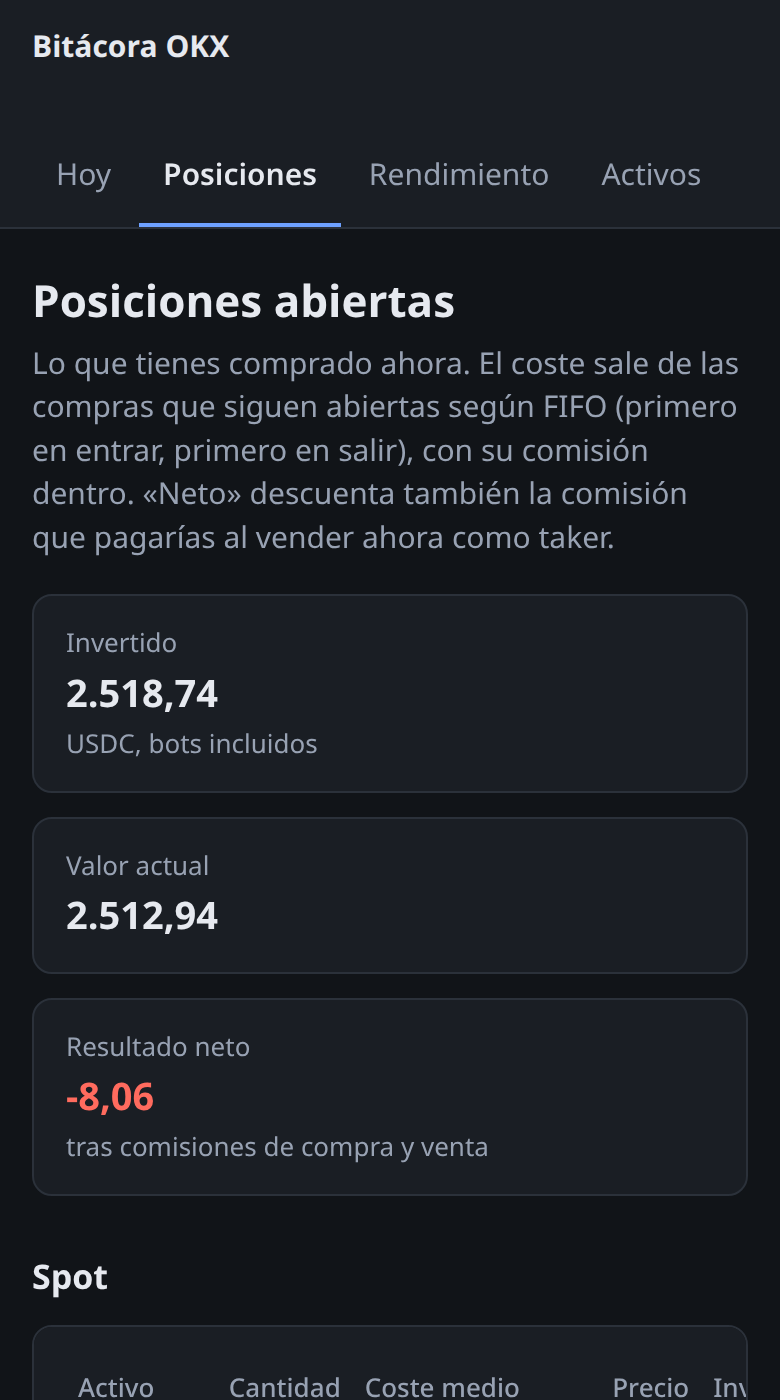 Bitácora OKX
Hoy Posiciones Rendimiento Activos
Posiciones abiertas
Lo que tienes comprado ahora. El coste sale de las
compras que siguen abiertas según FIFO (primero
en entrar, primero en salir), con su comisión
dentro. «Neto» descuenta también la comisión
que pagarías al vender ahora como taker.
Invertido
2.518,74
USDC, bots incluidos
Valor actual
2.512,94
Resultado neto
-8,06
tras comisiones de compra y venta
Spot
Activo Cantidad Coste medio Precio